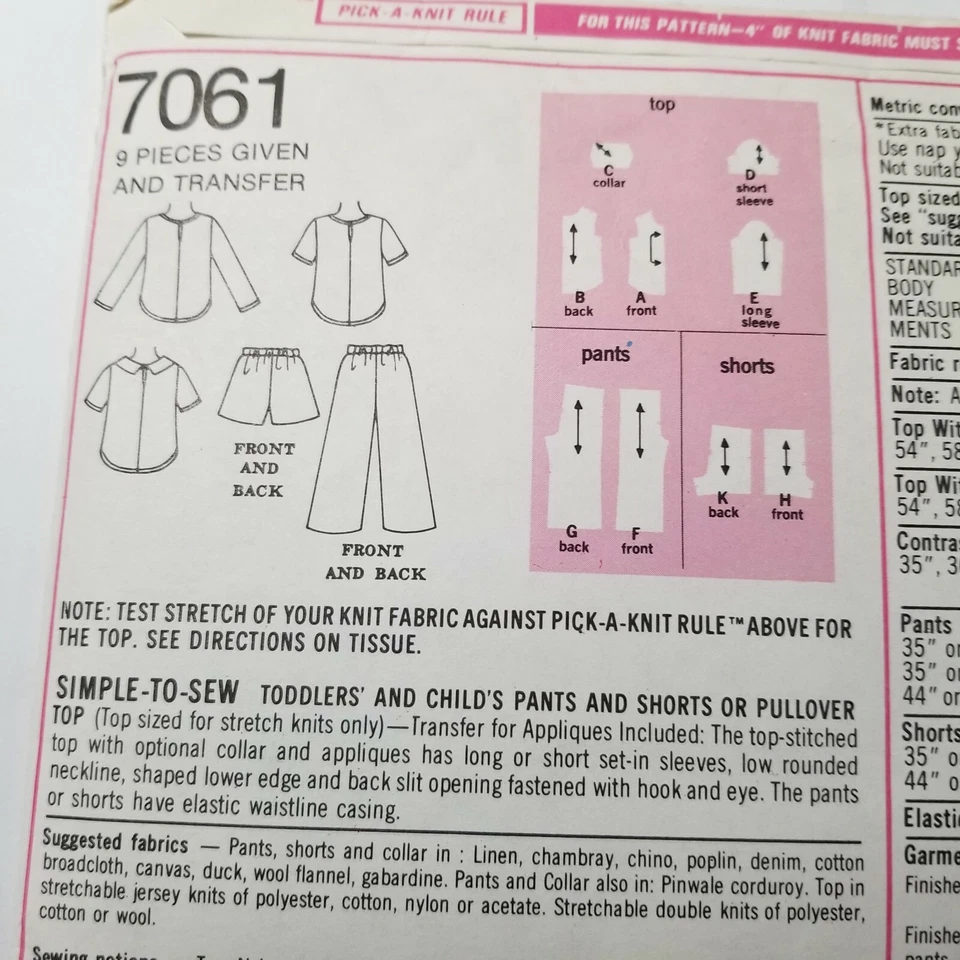 PICK-A-KNIT RULE
FOR THIS PATTERN—4" OF KNIT FABRIC MUST
7061
9 PIECES GIVEN
AND TRANSFER
FRONT
AND
BACK
FRONT
AND BACK
top
C
collar
D
short
sleeve
B
back
A
front
E
long
sleeve
pants
shorts
G
back
F
front
K
back
H
front
NOTE: TEST STRETCH OF YOUR KNIT FABRIC AGAINST PICK-A-KNIT RULE™ ABOVE FOR
THE TOP. SEE DIRECTIONS ON TISSUE.
SIMPLE-TO-SEW TODDLERS' AND CHILD'S PANTS AND SHORTS OR PULLOVER
TOP (Top sized for stretch knits only)—Transfer for Appliques Included: The top-stitched
top with optional collar and appliques has long or short set-in sleeves, low rounded
neckline, shaped lower edge and back slit opening fastened with hook and eye. The pants
or shorts have elastic waistline casing.
Suggested fabrics — Pants, shorts and collar in : Linen, chambray, chino, poplin, denim, cotton
broadcloth, canvas, duck, wool flannel, gabardine. Pants and Collar also in: Pinwale corduroy. Top in
stretchable jersey knits of polyester, cotton, nylon or acetate. Stretchable double knits of polyester,
cotton or wool.
Sewing notions
Metric con
*Extra fab
Use nap y
Not suitab
Top sized
See "sugg
Not suita
STANDAR
BODY
MEASUR
MENTS
Fabric r
Note: A
Top Wit
54", 58
Top Wi
54", 58
Contra
35", 3
Pants
35" or
35" o
44" or
Shorts
35" o
44" o
Elasti
Garme
Finishe
Finishe
pants